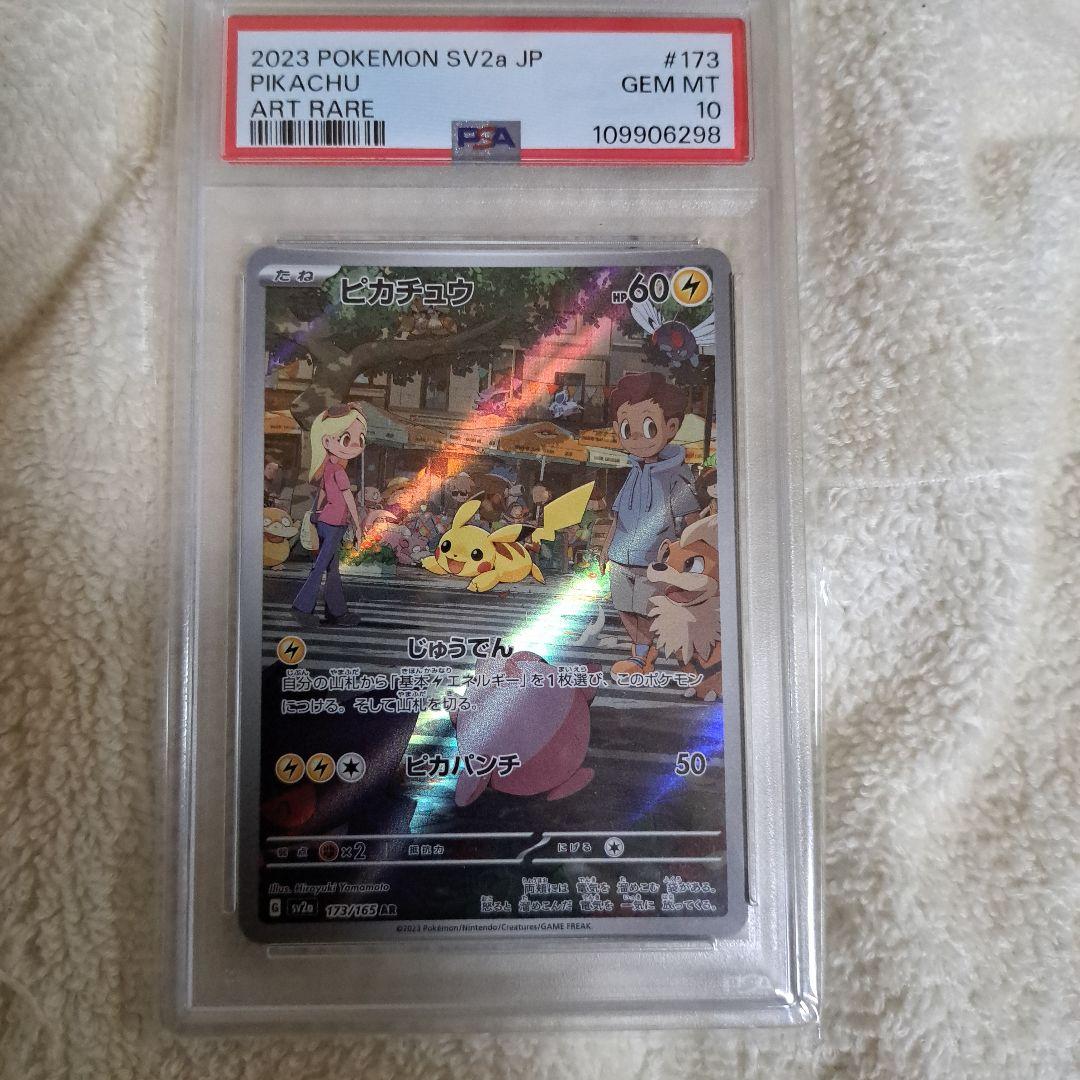 2023 POKEMON SV2a JP #173
PIKACHU GEM MT
ART RARE 10
PSA 109906298
たね ピカチュウ HP60
じゅうでん
自分の山札から「基本エネルギー」を1枚選び、このポケモン
につける。そして山札を切る。
ピカパンチ 50
弱点 ×2 抵抗力 にげる
Illus. Hiroyuki Yamamoto
両頬には 電気を 溜めこむ 袋がある。
怒ると 溜めこんだ 電気を 一気に 放ってくる。
G sv2a 173/165 AR
©2023 Pokémon/Nintendo/Creatures/GAME FREAK